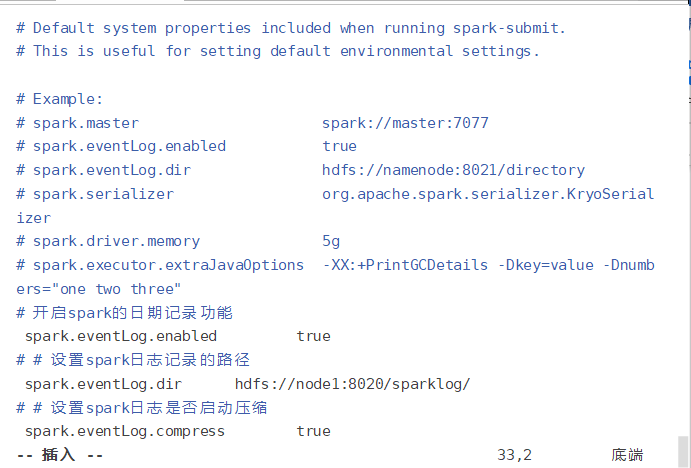 # Default system properties included when running spark-submit.
# This is useful for setting default environmental settings.
# Example:
# spark.master                     spark://master:7077
# spark.eventLog.enabled           true
# spark.eventLog.dir               hdfs://namenode:8021/directory
# spark.serializer                 org.apache.spark.serializer.KryoSerial
izer
# spark.driver.memory              5g
# spark.executor.extraJavaOptions  -XX:+PrintGCDetails -Dkey=value -Dnumb
ers="one two three"
# 开启spark的日期记录功能
 spark.eventLog.enabled         true
# # 设置spark日志记录的路径
 spark.eventLog.dir      hdfs://node1:8020/sparklog/
# # 设置spark日志是否启动压缩
 spark.eventLog.compress        true
-- 插入 --                                              33,2         底端